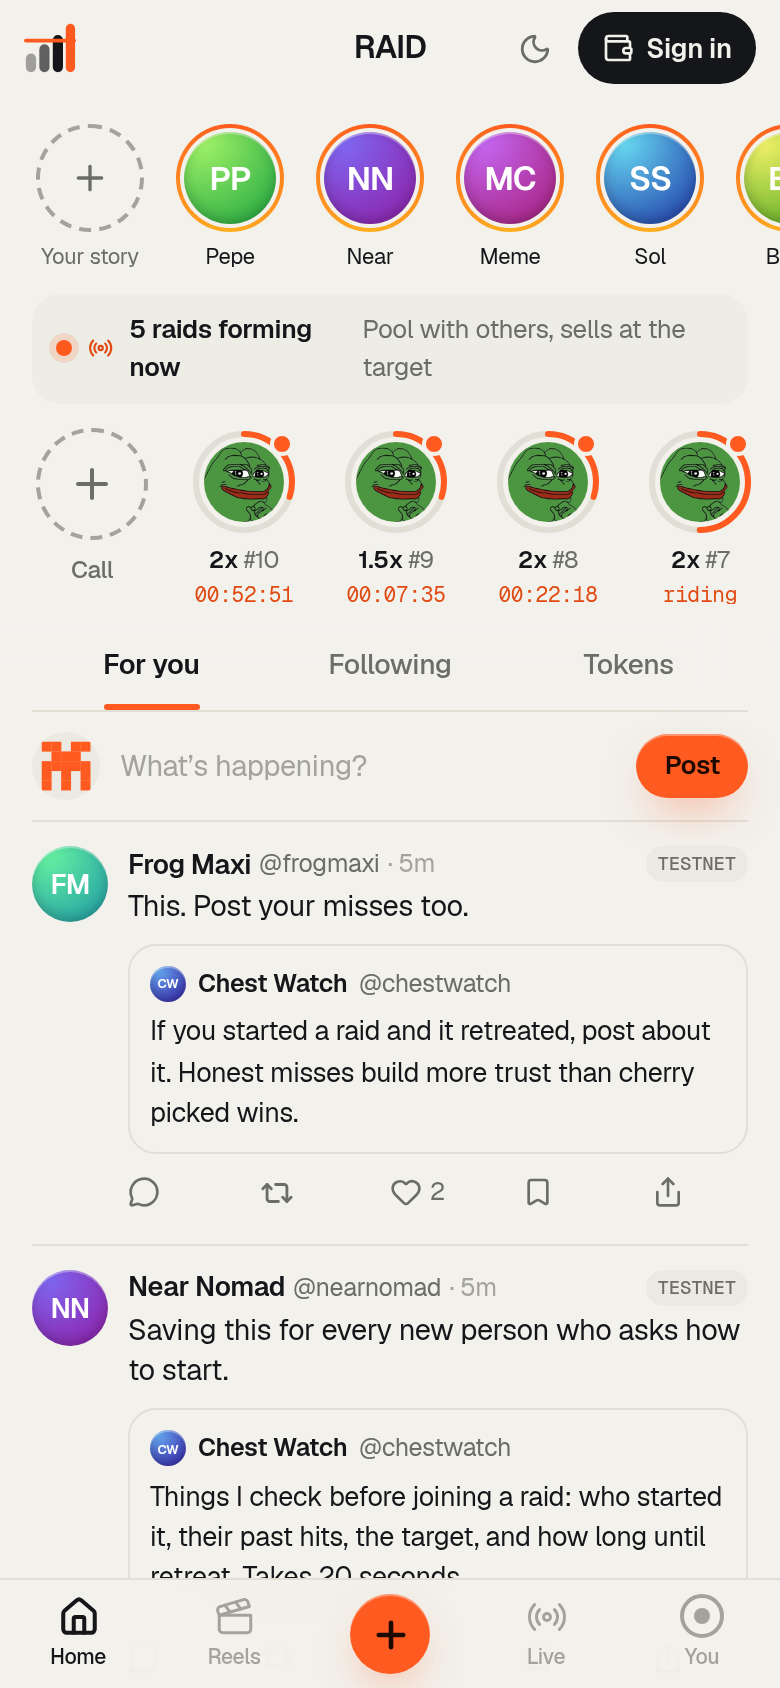 RAID
Sign in
PP
NN
MC
SS
Your story
Pepe
Near
Meme
Sol
5 raids forming
now
Pool with others, sells at the
target
2x #10
1.5x #9
2x #8
2x #7
Call
00:52:51
00:07:35
00:22:18
riding
For you
Following
Tokens
What's happening?
Post
FM
Frog Maxi @frogmaxi · 5m
TESTNET
This. Post your misses too.
CW
Chest Watch @chestwatch
If you started a raid and it retreated, post about
it. Honest misses build more trust than cherry
picked wins.
2
NN
Near Nomad @nearnomad · 5m
TESTNET
Saving this for every new person who asks how
to start.
CW
Chest Watch @chestwatch
Things I check before joining a raid: who started
it, their past hits, the target, and how long until
retreat. Takes 20 seconds.
Home
Reels
Live
You